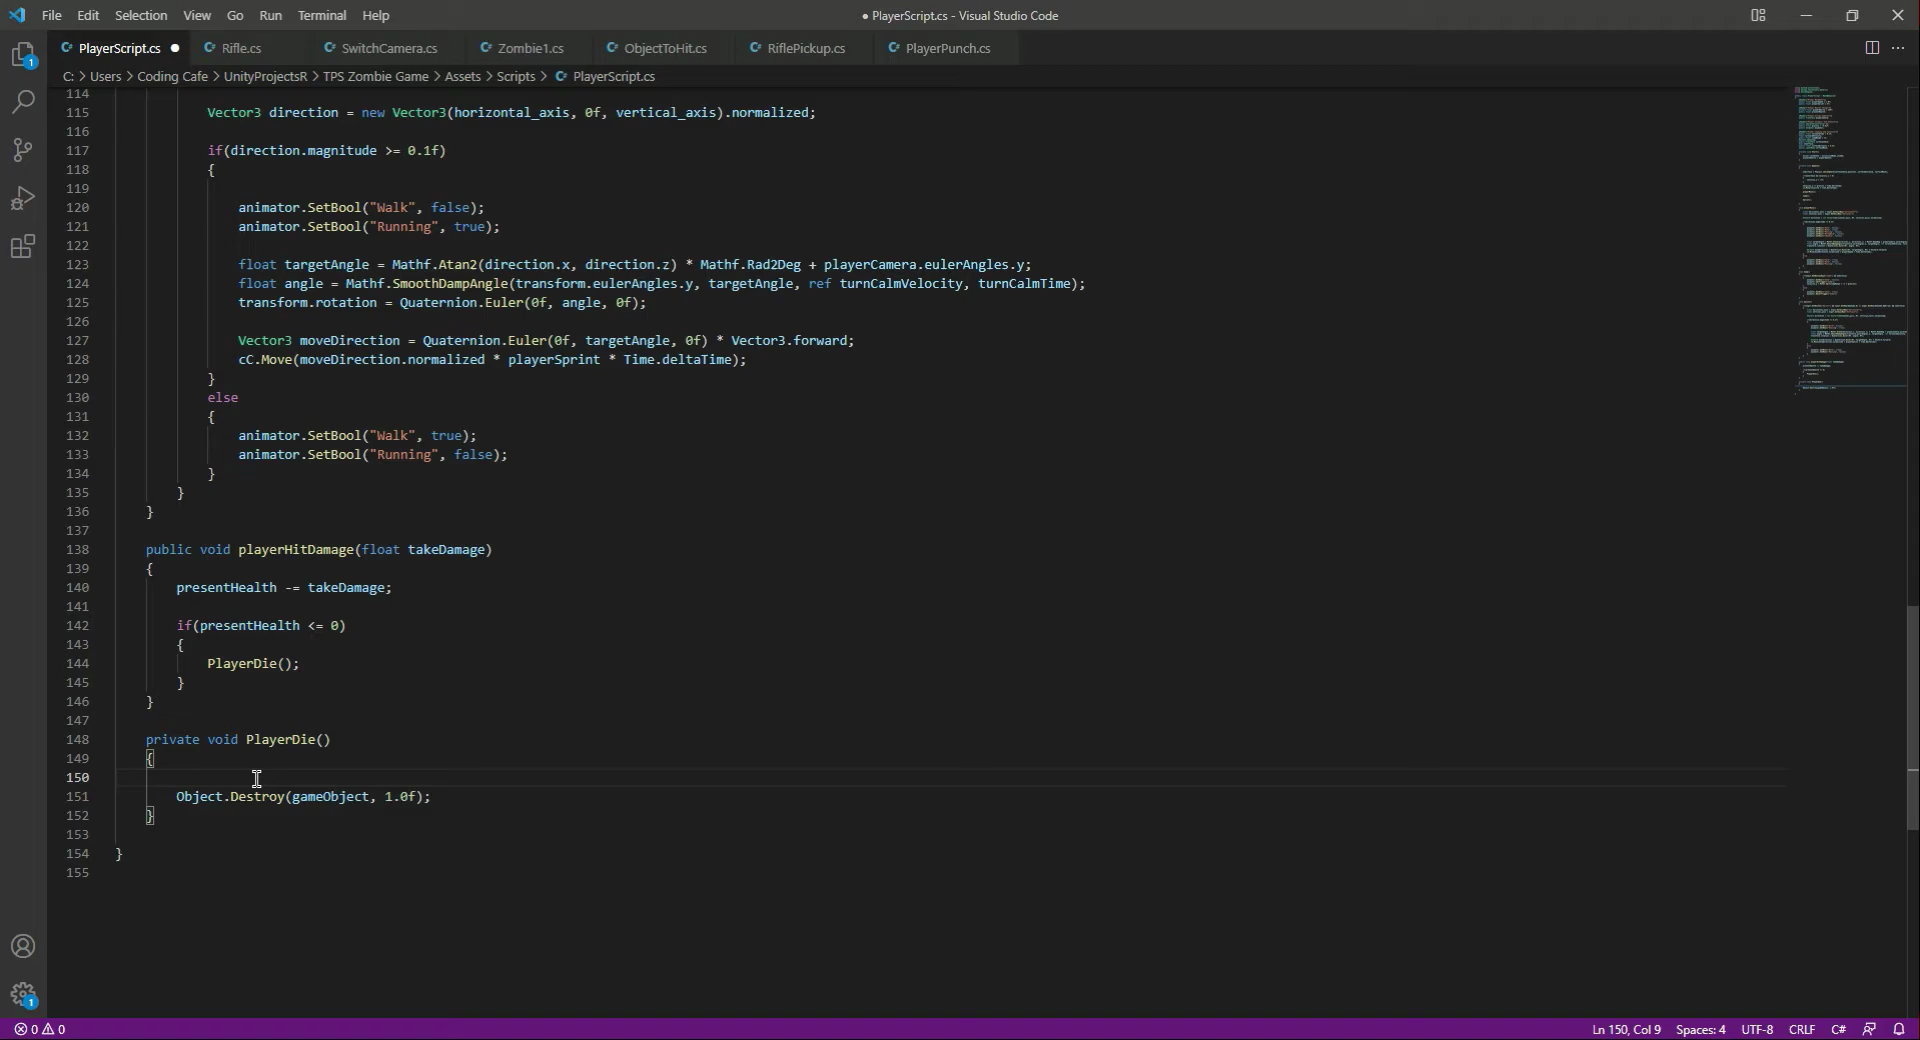 File Edit Selection View Go Run Terminal Help
● PlayerScript.cs - Visual Studio Code
PlayerScript.cs ● Rifle.cs SwitchCamera.cs Zombie1.cs ObjectToHit.cs RiflePickup.cs PlayerPunch.cs
C: > Users > Coding Cafe > UnityProjectsR > TPS Zombie Game > Assets > Scripts > PlayerScript.cs
114
115 Vector3 direction = new Vector3(horizontal_axis, 0f, vertical_axis).normalized;
116
117 if(direction.magnitude >= 0.1f)
118 {
119
120 animator.SetBool("Walk", false);
121 animator.SetBool("Running", true);
122
123 float targetAngle = Mathf.Atan2(direction.x, direction.z) * Mathf.Rad2Deg + playerCamera.eulerAngles.y;
124 float angle = Mathf.SmoothDampAngle(transform.eulerAngles.y, targetAngle, ref turnCalmVelocity, turnCalmTime);
125 transform.rotation = Quaternion.Euler(0f, angle, 0f);
126
127 Vector3 moveDirection = Quaternion.Euler(0f, targetAngle, 0f) * Vector3.forward;
128 cC.Move(moveDirection.normalized * playerSprint * Time.deltaTime);
129 }
130 else
131 {
132 animator.SetBool("Walk", true);
133 animator.SetBool("Running", false);
134 }
135 }
136 }
137
138 public void playerHitDamage(float takeDamage)
139 {
140 presentHealth -= takeDamage;
141
142 if(presentHealth <= 0)
143 {
144 PlayerDie();
145 }
146 }
147
148 private void PlayerDie()
149 {
150
151 Object.Destroy(gameObject, 1.0f);
152 }
153
154 }
155
1
1
0 0 Ln 150, Col 9 Spaces: 4 UTF-8 CRLF C#